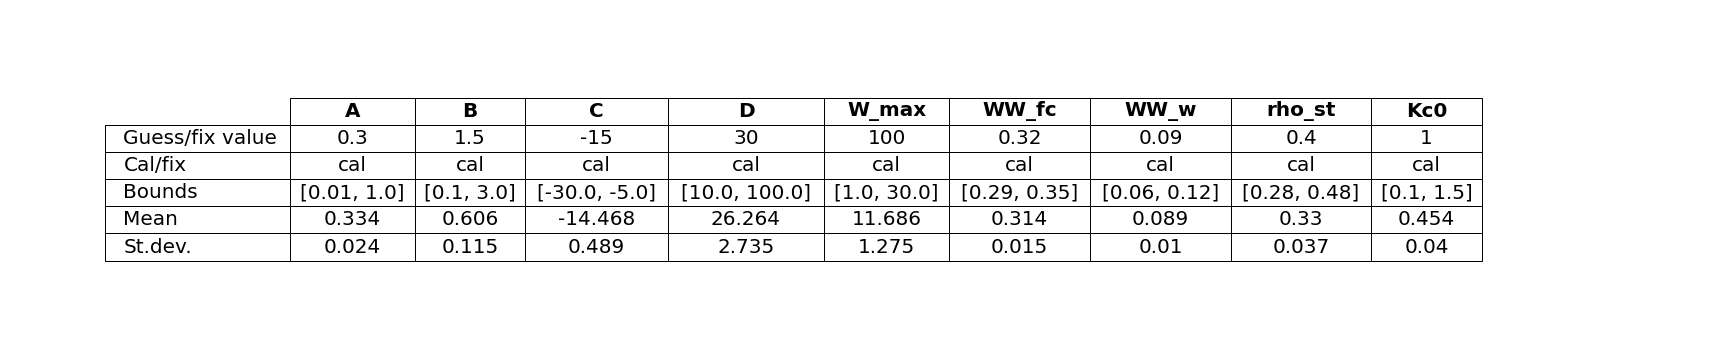 A B C D W_max WW_fc WW_w rho_st Kc0
Guess/fix value 0.3 1.5 -15 30 100 0.32 0.09 0.4 1
Cal/fix cal cal cal cal cal cal cal cal cal
Bounds [0.01, 1.0] [0.1, 3.0] [-30.0, -5.0] [10.0, 100.0] [1.0, 30.0] [0.29, 0.35] [0.06, 0.12] [0.28, 0.48] [0.1, 1.5]
Mean 0.334 0.606 -14.468 26.264 11.686 0.314 0.089 0.33 0.454
St.dev. 0.024 0.115 0.489 2.735 1.275 0.015 0.01 0.037 0.04